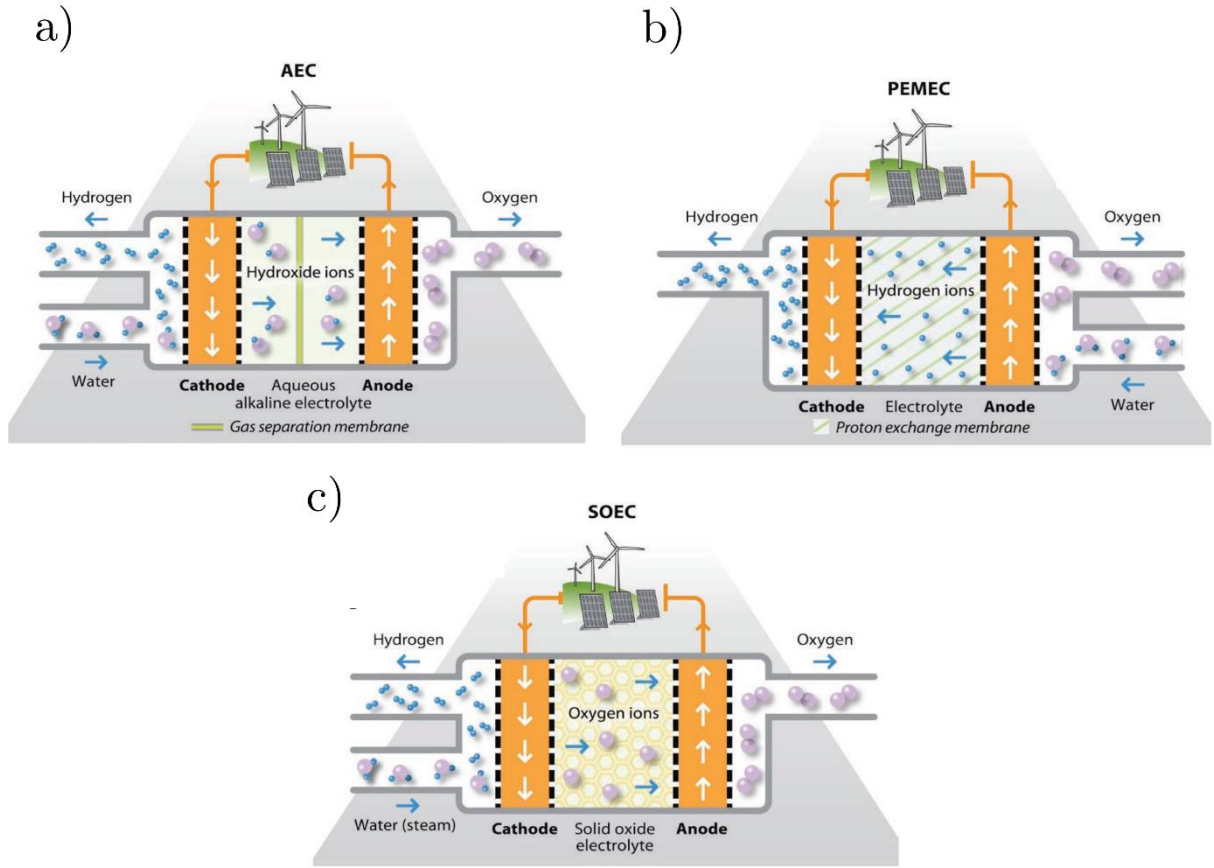 a)
AEC
Hydrogen
Oxygen
Hydroxide ions
Water
Cathode
Aqueous
alkaline electrolyte
Anode
Gas separation membrane
b)
PEMEC
Hydrogen
Oxygen
Hydrogen ions
Cathode
Electrolyte
Anode
Water
Proton exchange membrane
c)
SOEC
Hydrogen
Oxygen
Oxygen ions
Water (steam)
Cathode
Solid oxide
electrolyte
Anode